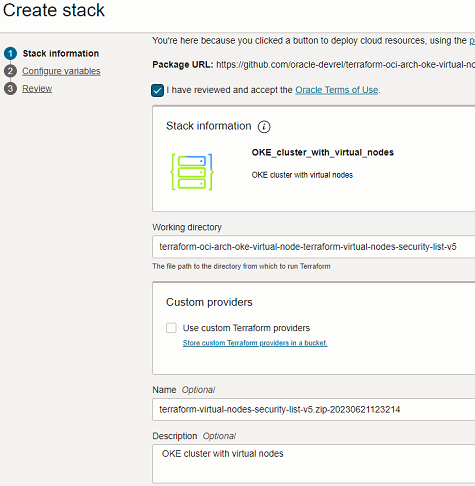 Create stack
1 Stack information
2 Configure variables
3 Review
You're here because you clicked a button to deploy cloud resources, using the
Package URL: https://github.com/oracle-devrel/terraform-oci-arch-oke-virtual-no
I have reviewed and accept the Oracle Terms of Use.
Stack information i
OKE_cluster_with_virtual_nodes
OKE cluster with virtual nodes
Working directory
terraform-oci-arch-oke-virtual-node-terraform-virtual-nodes-security-list-v5
The file path to the directory from which to run Terraform
Custom providers
Use custom Terraform providers
Store custom Terraform providers in a bucket.
Name Optional
terraform-virtual-nodes-security-list-v5.zip-20230621123214
Description Optional
OKE cluster with virtual nodes